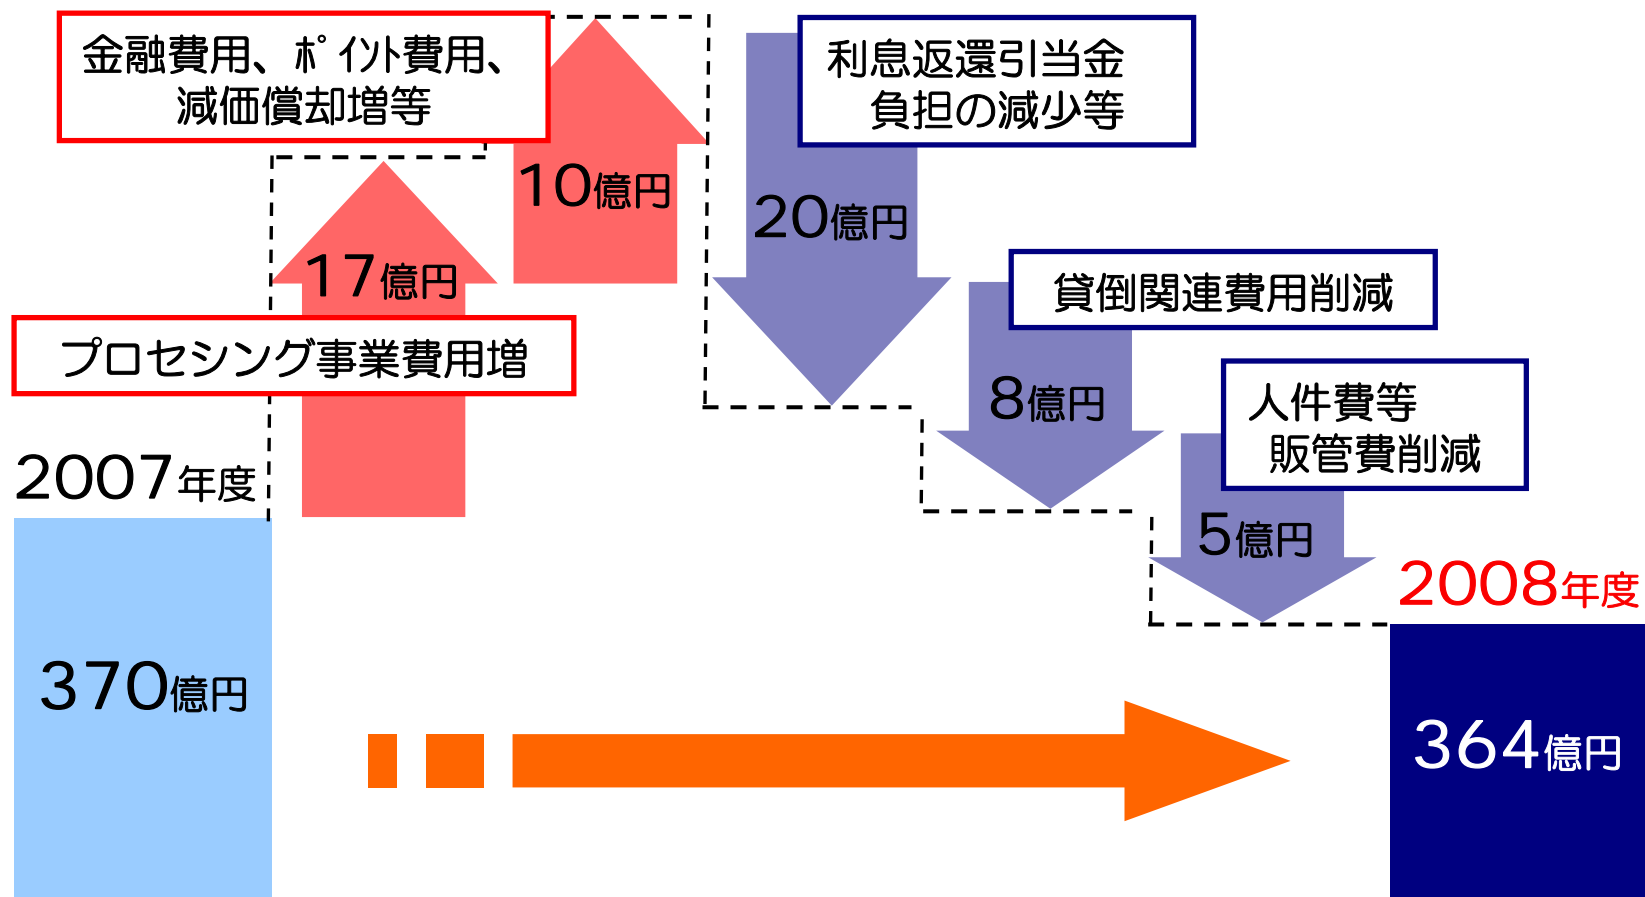 金融費用、ﾎﾟｲﾝﾄ費用、
減価償却増等
10億円
17億円
プロセシング事業費用増
2007年度
370億円
利息返還引当金
負担の減少等
20億円
貸倒関連費用削減
8億円
人件費等
販管費削減
5億円
2008年度
364億円